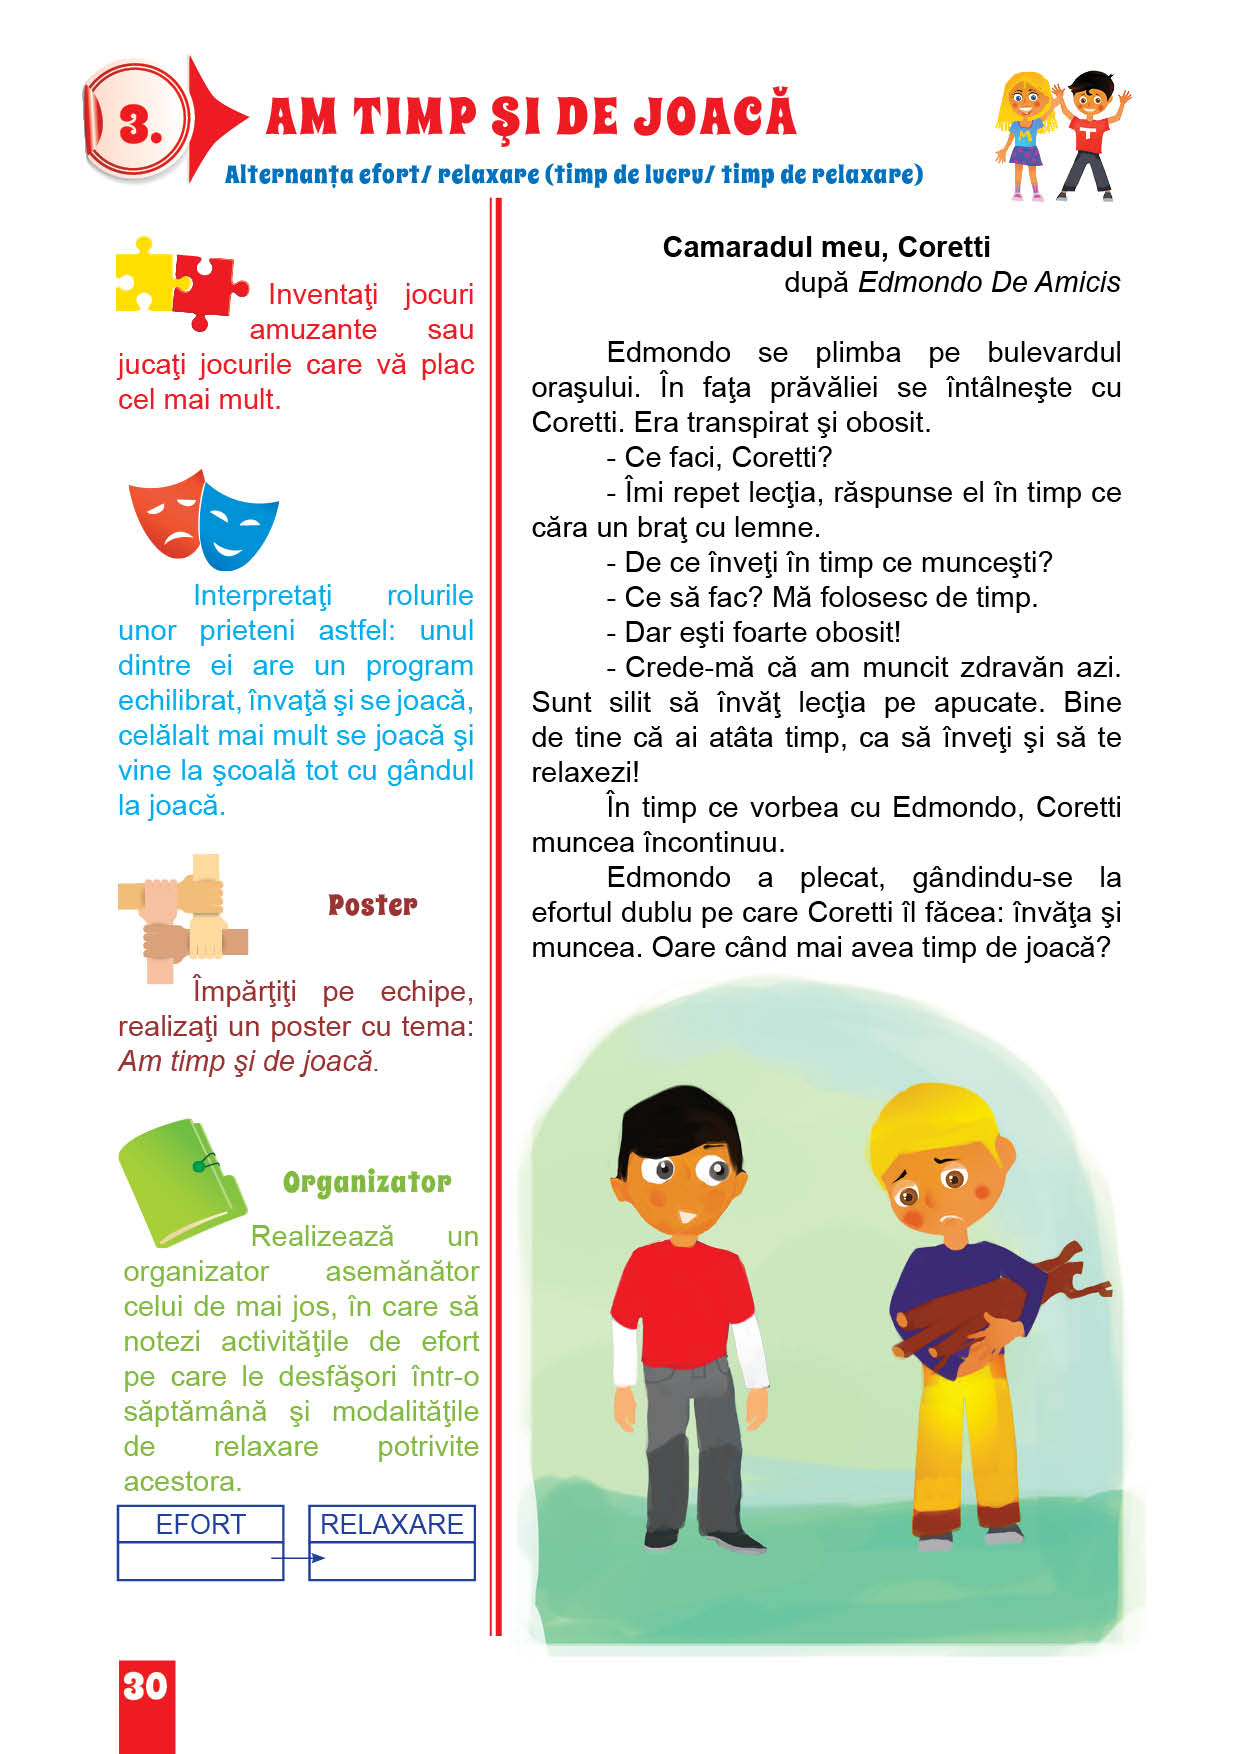 3.
AM TIMP ŞI DE JOACĂ
Alternanţa efort/ relaxare (timp de lucru/ timp de relaxare)
M
T
Inventaţi jocuri
amuzante sau
jucaţi jocurile care vă plac
cel mai mult.
Interpretaţi rolurile
unor prieteni astfel: unul
dintre ei are un program
echilibrat, învaţă şi se joacă,
celălalt mai mult se joacă şi
vine la şcoală tot cu gândul
la joacă.
Poster
Împărţiţi pe echipe,
realizaţi un poster cu tema:
Am timp şi de joacă.
Organizator
Realizează un
organizator asemănător
celui de mai jos, în care să
notezi activităţile de efort
pe care le desfăşori într-o
săptămână şi modalităţile
de relaxare potrivite
acestora.
EFORT RELAXARE
Camaradul meu, Coretti
după Edmondo De Amicis
Edmondo se plimba pe bulevardul
oraşului. În faţa prăvăliei se întâlneşte cu
Coretti. Era transpirat şi obosit.
- Ce faci, Coretti?
- Îmi repet lecţia, răspunse el în timp ce
căra un braţ cu lemne.
- De ce înveţi în timp ce munceşti?
- Ce să fac? Mă folosesc de timp.
- Dar eşti foarte obosit!
- Crede-mă că am muncit zdravăn azi.
Sunt silit să învăţ lecţia pe apucate. Bine
de tine că ai atâta timp, ca să înveţi şi să te
relaxezi!
În timp ce vorbea cu Edmondo, Coretti
muncea încontinuu.
Edmondo a plecat, gândindu-se la
efortul dublu pe care Coretti îl făcea: învăţa şi
muncea. Oare când mai avea timp de joacă?
30